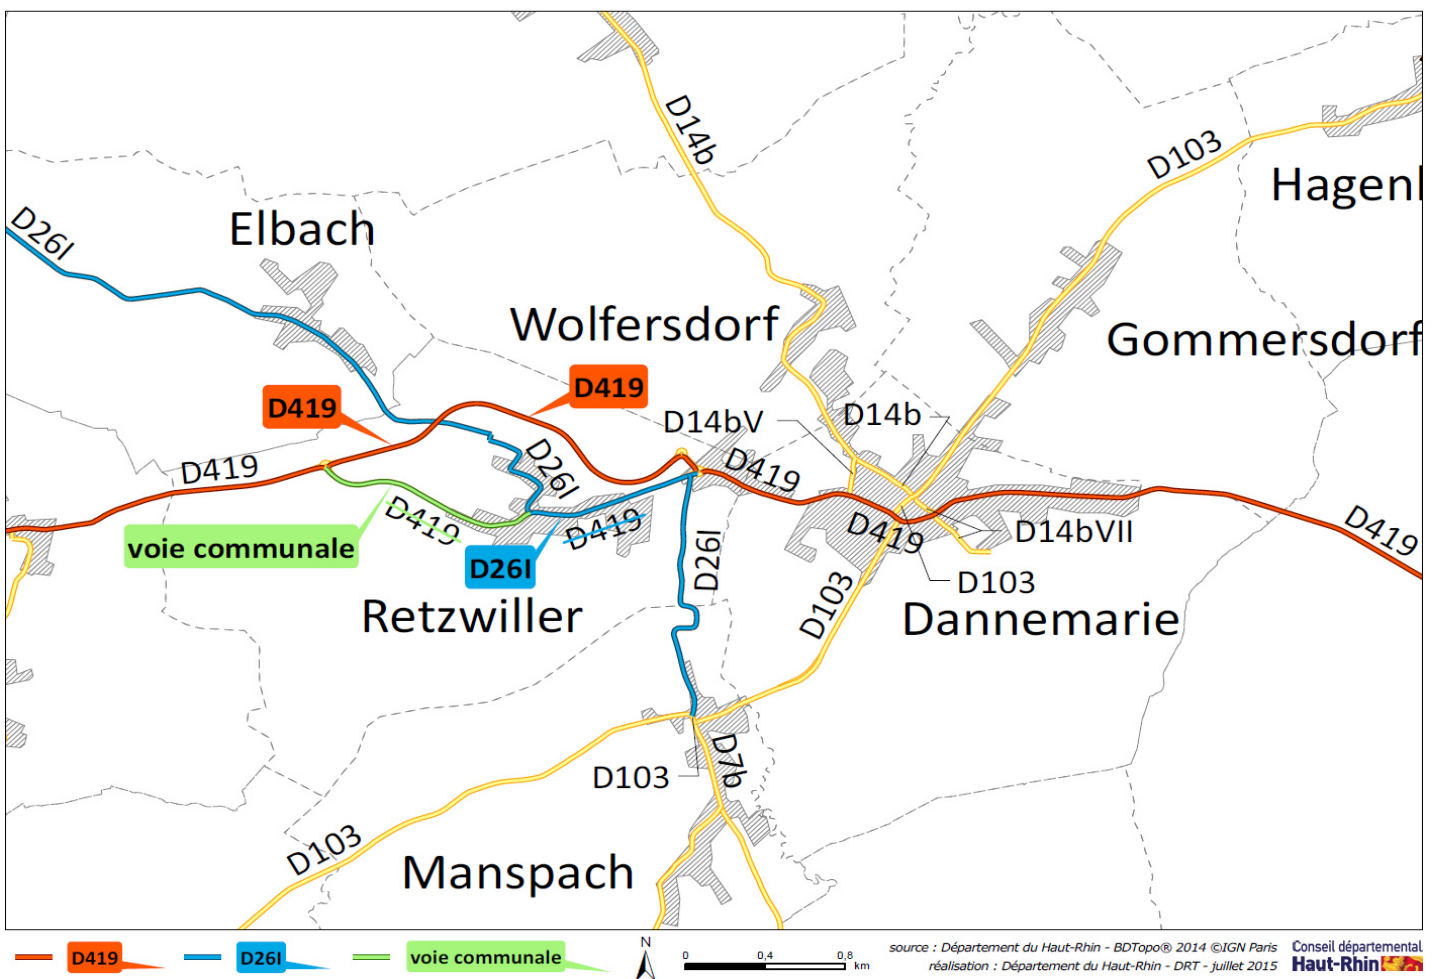 D14b
D103
Hagen
D26I
Elbach
Wolfersdorf
Gommersdorf
D419
D419
D14bV
D14b
D419
D26I
D419
D419
voie communale
D419
D26I
D26I
D419
D14bVII
D419
D103
D103
Retzwiller
Dannemarie
D7b
D103
D103
Manspach
D419
D26I
voie communale
N
0 0,4 0,8
km
source : Département du Haut-Rhin - BDTopo® 2014 ©IGN Paris
réalisation : Département du Haut-Rhin - DRT - juillet 2015
Conseil départemental
Haut-Rhin